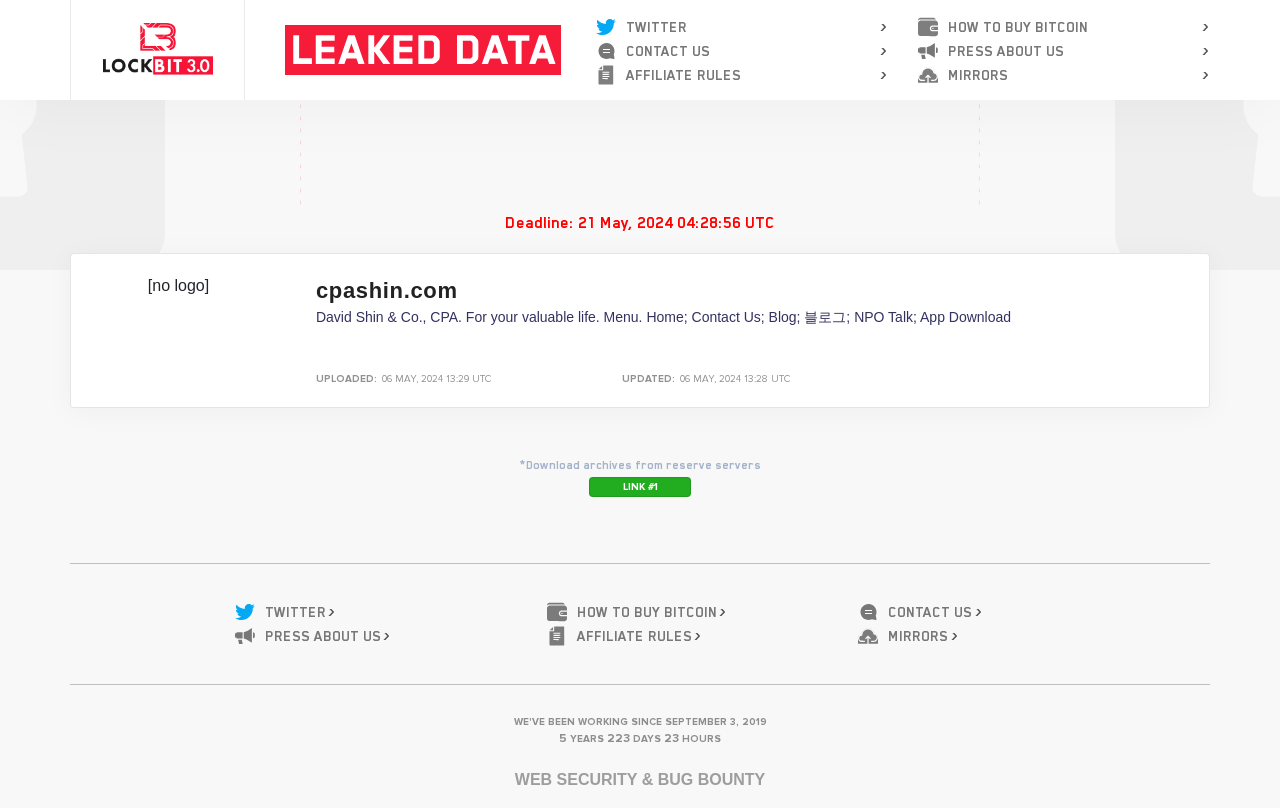 LOCKBIT 3.0
LEAKED DATA
TWITTER
CONTACT US
AFFILIATE RULES
HOW TO BUY BITCOIN
PRESS ABOUT US
MIRRORS
Deadline: 21 May, 2024 04:28:56 UTC
[no logo]
cpashin.com
David Shin & Co., CPA. For your valuable life. Menu. Home; Contact Us; Blog; 블로그; NPO Talk; App Download
UPLOADED: 06 MAY, 2024 13:29 UTC
UPDATED: 06 MAY, 2024 13:28 UTC
*Download archives from reserve servers
LINK #1
TWITTER
HOW TO BUY BITCOIN
CONTACT US
PRESS ABOUT US
AFFILIATE RULES
MIRRORS
WE'VE BEEN WORKING SINCE SEPTEMBER 3, 2019
5 YEARS 223 DAYS 23 HOURS
WEB SECURITY & BUG BOUNTY